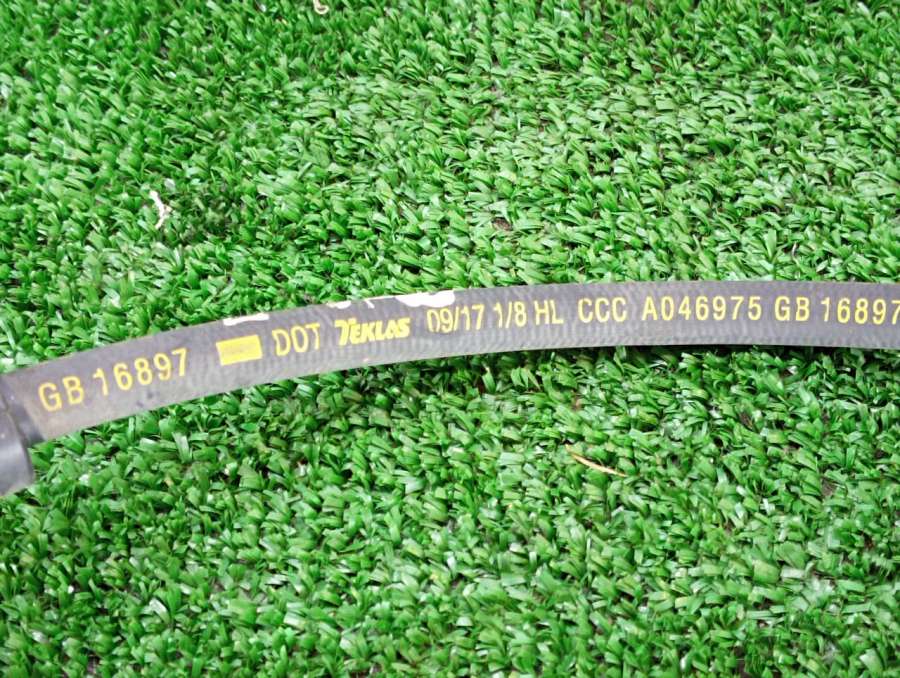 GB 16897 DOT TEKLAS 09/17 1/8 HL CCC A046975 GB 16897